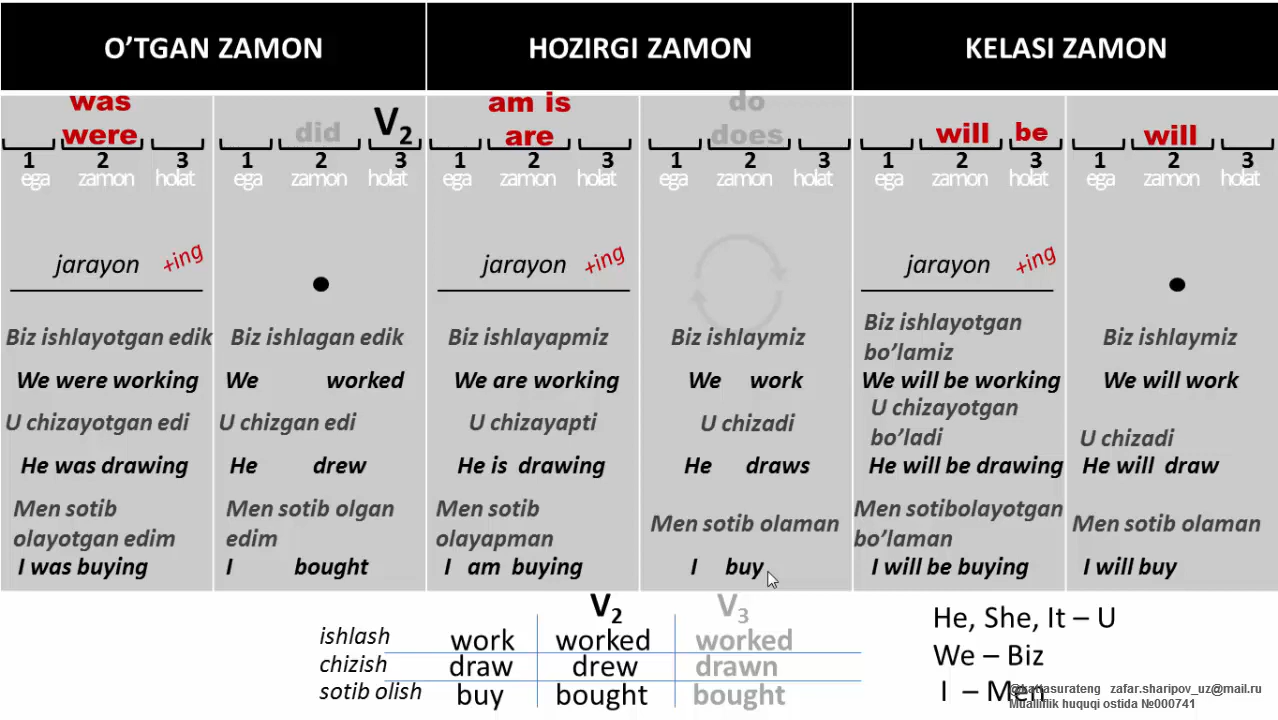 O’TGAN ZAMON
HOZIRGI ZAMON
KELASI ZAMON
was
were
1 2 3
ega zamon holat
jarayon +ing
Biz ishlayotgan edik
We were working
U chizayotgan edi
He was drawing
Men sotib
olayotgan edim
I was buying
did V2
1 2 3
ega zamon holat
Biz ishlagan edik
We worked
U chizgan edi
He drew
Men sotib olgan
edim
I bought
am is
are
1 2 3
ega zamon holat
jarayon +ing
Biz ishlayapmiz
We are working
U chizayapti
He is drawing
Men sotib
olayapman
I am buying
do
does
1 2 3
ega zamon holat
Biz ishlaymiz
We work
U chizadi
He draws
Men sotib olaman
I buy
will be
1 2 3
ega zamon holat
jarayon +ing
Biz ishlayotgan
bo’lamiz
We will be working
U chizayotgan
bo’ladi
He will be drawing
Men sotibolayotgan
bo’laman
I will be buying
will
1 2 3
ega zamon holat
Biz ishlaymiz
We will work
U chizadi
He will draw
Men sotib olaman
I will buy
V2 V3
ishlash work worked worked
chizish draw drew drawn
sotib olish buy bought bought
He, She, It – U
We – Biz
I – Men
@kattasurateng zafar.sharipov_uz@mail.ru
Mualliflik huquqi ostida №000741